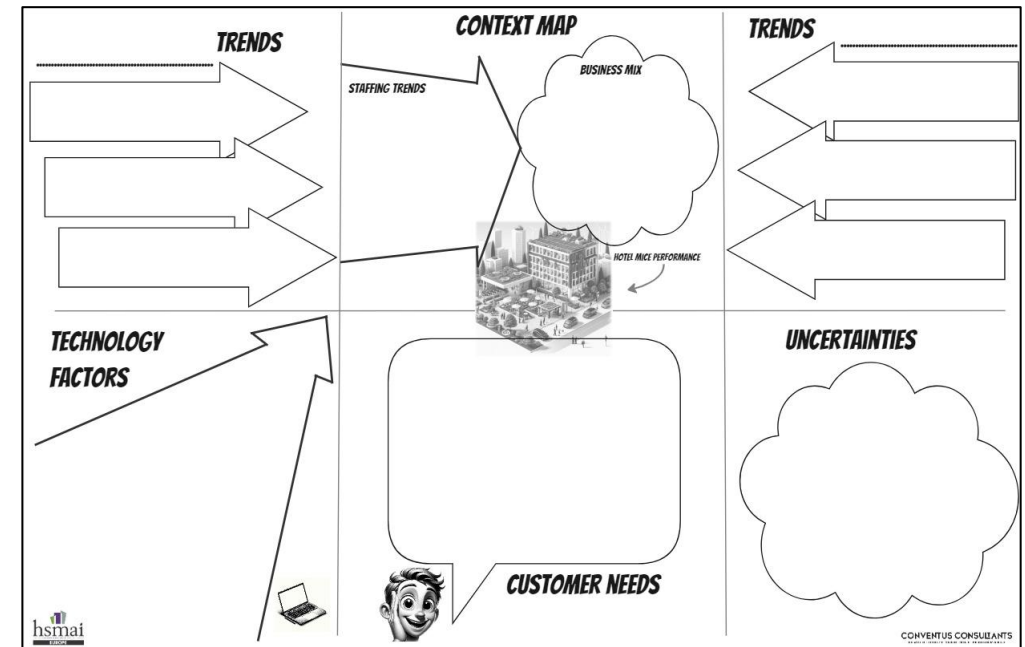 TRENDS
CONTEXT MAP
TRENDS
STAFFING TRENDS
BUSINESS MIX
HOTEL MICE PERFORMANCE
TECHNOLOGY
FACTORS
UNCERTAINTIES
CUSTOMER NEEDS
hsmai
EUROPE
CONVENTUS CONSULTANTS